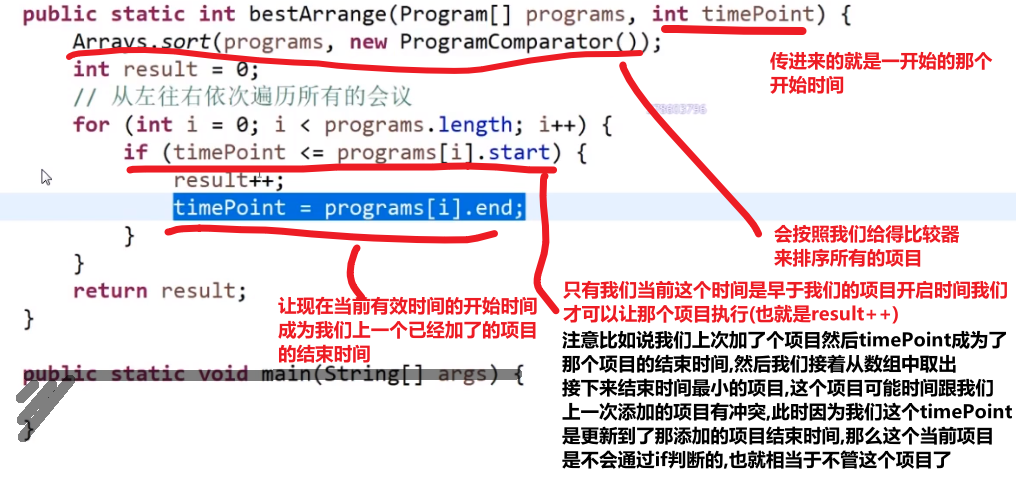 public static int bestArrange(Program[] programs, int timePoint) {
Arrays.sort(programs, new ProgramComparator());
传进来的就是一开始的那个
开始时间
int result = 0;
// 从左往右依次遍历所有的会议
78603796
for (int i = 0; i < programs.length; i++) {
if (timePoint <= programs[i].start) {
result++;
timePoint = programs[i].end;
}
}
return result;
}
会按照我们给得比较器
来排序所有的项目
让现在当前有效时间的开始时间
成为我们上一个已经加了的项目
的结束时间
只有我们当前这个时间是早于我们的项目开启时间我们
才可以让那个项目执行(也就是result++)
注意比如说我们上次加了个项目然后timePoint成为了
那个项目的结束时间,然后我们接着从数组中取出
接下来结束时间最小的项目,这个项目可能时间跟我们
上一次添加的项目有冲突,此时因为我们这个timePoint
是更新到了那添加的项目结束时间,那么这个当前项目
是不会通过if判断的,也就相当于不管这个项目了
public static void main(String[] args) {
}